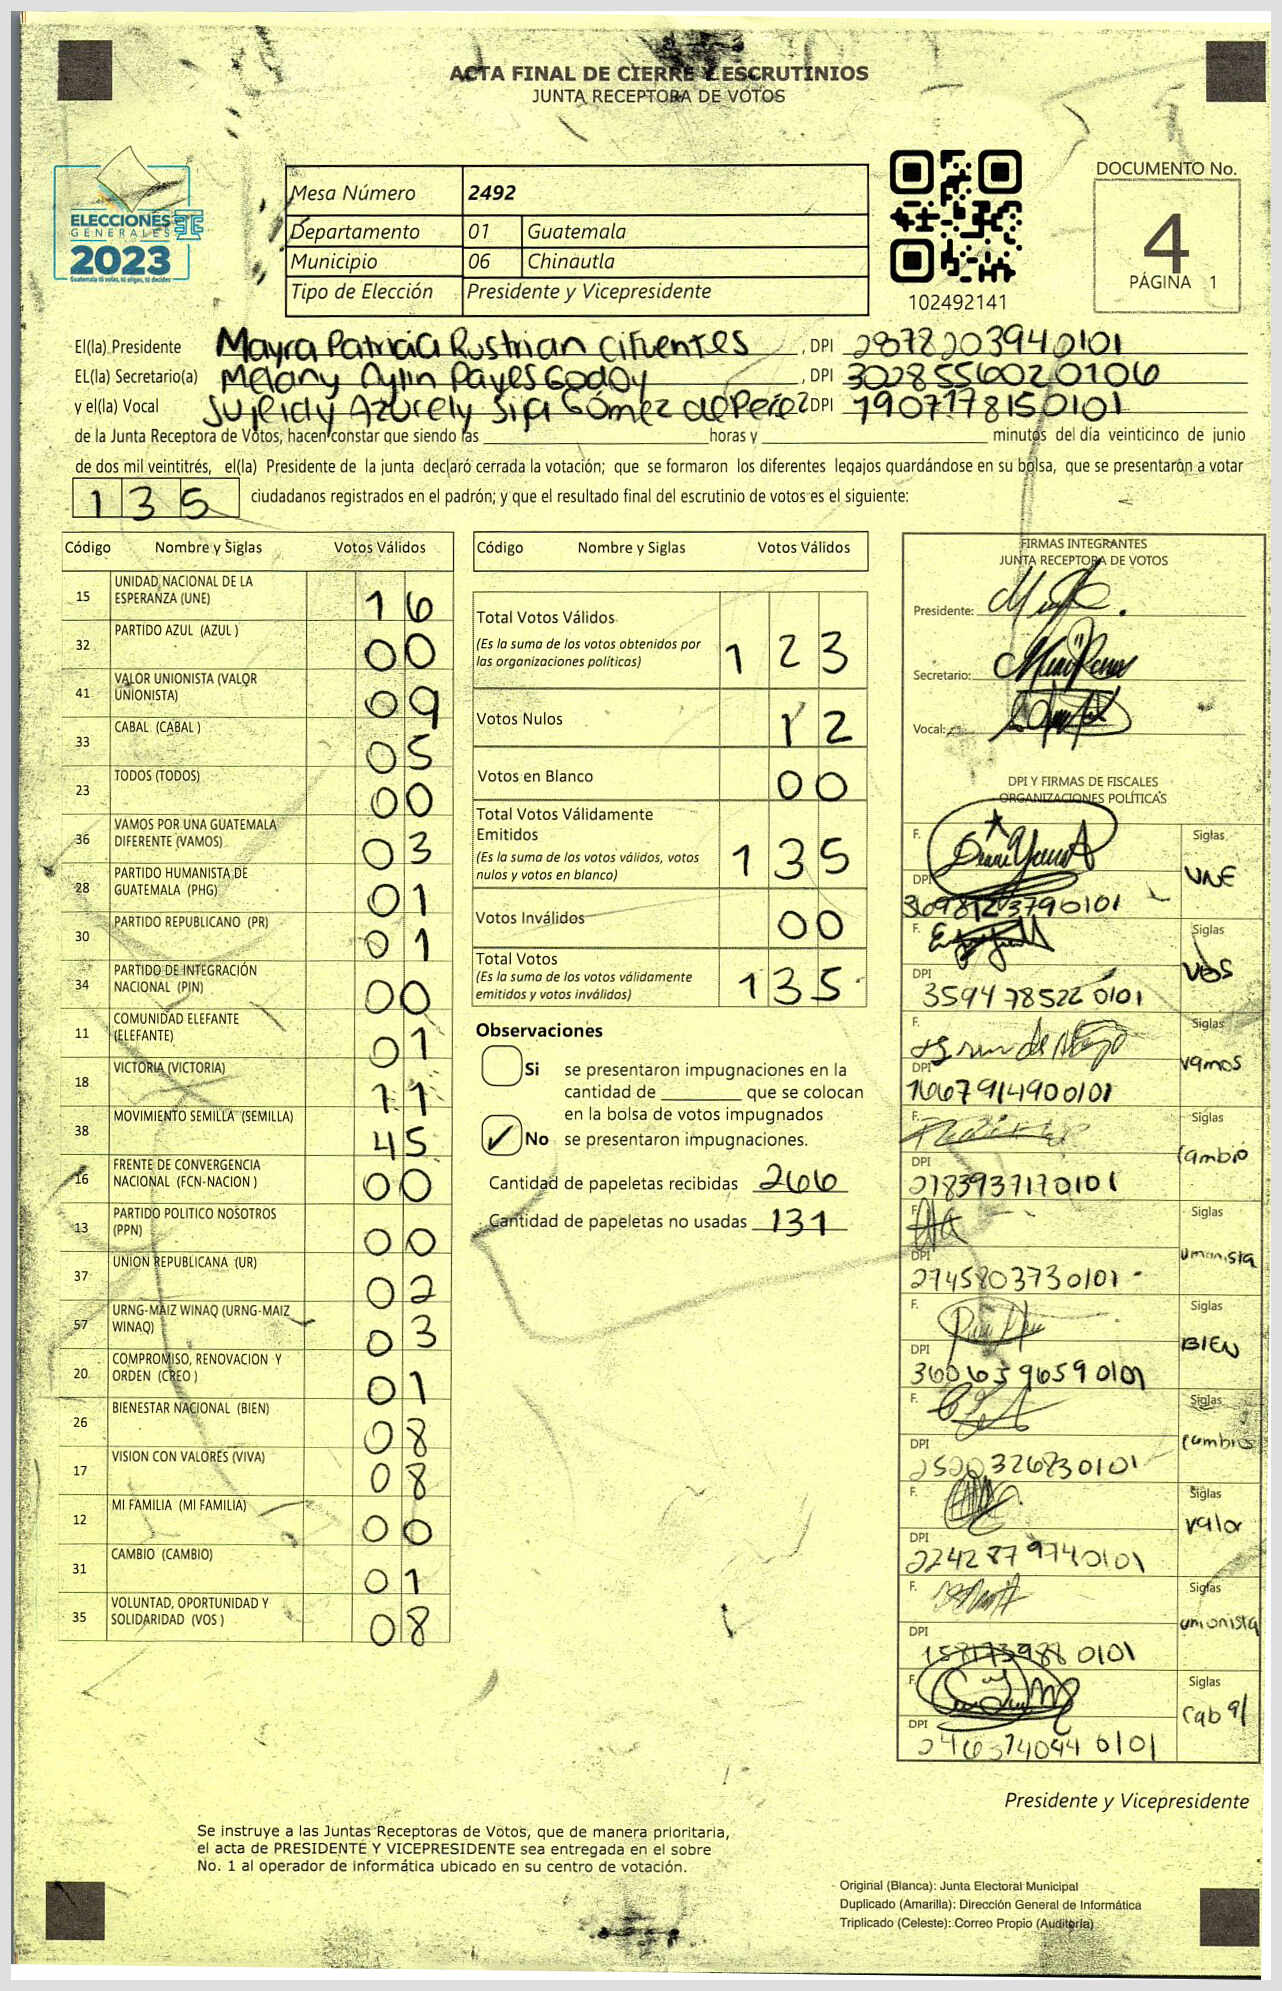 ACTA FINAL DE CIERRE Y ESCRUTINIOS
JUNTA RECEPTORA DE VOTOS
ELECCIONES
GENERALES
2023
Guatemala tú votas, tú eliges, tú decides
Mesa Número 2492
Departamento 01 Guatemala
Municipio 06 Chinautla
Tipo de Elección Presidente y Vicepresidente
102492141
DOCUMENTO No.
4
PÁGINA 1
El(la) Presidente Mayra Patricia Rustrian Cifuentes , DPI 2878203940101
EL(la) Secretario(a) Melany Aylin Payes Godoy , DPI 3028556020106
y el(la) Vocal Azucely Sipi Gómez de Perez DPI 1907778150101
de la Junta Receptora de Votos, hacen constar que siendo las horas y minutos del día veinticinco de junio
de dos mil veintitrés, el(la) Presidente de la junta declaró cerrada la votación; que se formaron los diferentes legajos quardándose en su bolsa, que se presentarón a votar
135 ciudadanos registrados en el padrón; y que el resultado final del escrutinio de votos es el siguiente:
Código Nombre y Siglas Votos Válidos
15 UNIDAD NACIONAL DE LA
ESPERANZA (UNE) 16
32 PARTIDO AZUL (AZUL ) 00
41 VALOR UNIONISTA (VALOR
UNIONISTA) 09
33 CABAL (CABAL ) 05
23 TODOS (TODOS) 00
36 VAMOS POR UNA GUATEMALA
DIFERENTE (VAMOS) 03
28 PARTIDO HUMANISTA DE
GUATEMALA (PHG) 01
30 PARTIDO REPUBLICANO (PR) 01
34 PARTIDO DE INTEGRACIÓN
NACIONAL (PIN) 00
11 COMUNIDAD ELEFANTE
(ELEFANTE) 01
18 VICTORIA (VICTORIA) 11
38 MOVIMIENTO SEMILLA (SEMILLA) 45
16 FRENTE DE CONVERGENCIA
NACIONAL (FCN-NACION ) 00
13 PARTIDO POLITICO NOSOTROS
(PPN) 00
37 UNION REPUBLICANA (UR) 02
57 URNG-MAIZ WINAQ (URNG-MAIZ
WINAQ) 03
20 COMPROMISO, RENOVACION Y
ORDEN (CREO ) 01
26 BIENESTAR NACIONAL (BIEN) 08
17 VISION CON VALORES (VIVA) 08
12 MI FAMILIA (MI FAMILIA) 00
31 CAMBIO (CAMBIO) 01
35 VOLUNTAD, OPORTUNIDAD Y
SOLIDARIDAD (VOS ) 08
Código Nombre y Siglas Votos Válidos
Total Votos Válidos
(Es la suma de los votos obtenidos por
las organizaciones políticas) 123
Votos Nulos 12
Votos en Blanco 00
Total Votos Válidamente
Emitidos
(Es la suma de los votos válidos, votos
nulos y votos en blanco) 135
Votos Inválidos 00
Total Votos
(Es la suma de los votos válidamente
emitidos y votos inválidos) 135
Observaciones
Si se presentaron impugnaciones en la
cantidad de que se colocan
en la bolsa de votos impugnados
No se presentaron impugnaciones.
Cantidad de papeletas recibidas 266
Cantidad de papeletas no usadas 131
FIRMAS INTEGRANTES
JUNTA RECEPTORA DE VOTOS
Presidente:
Secretario:
Vocal:
DPI Y FIRMAS DE FISCALES
ORGANIZACIONES POLÍTICAS
F. Siglas
UNE
DPI
F. Siglas
VOS
DPI 3594785220101
F. Siglas
vamos
DPI 1667914900101
F. Siglas
Cambio
DPI 2783937170101
F. Siglas
umanista
DPI 2745803730101
F. Siglas
BIEN
DPI
F. Siglas
cambio
DPI 2520326830101
F. Siglas
valor
DPI 2242879740101
F. Siglas
unionista
DPI
F. Siglas
Cabal
DPI
Presidente y Vicepresidente
Se instruye a las Juntas Receptoras de Votos, que de manera prioritaria,
el acta de PRESIDENTE Y VICEPRESIDENTE sea entregada en el sobre
No. 1 al operador de informática ubicado en su centro de votación.
Original (Blanca): Junta Electoral Municipal
Duplicado (Amarilla): Dirección General de Informática
Triplicado (Celeste): Correo Propio (Auditoria)